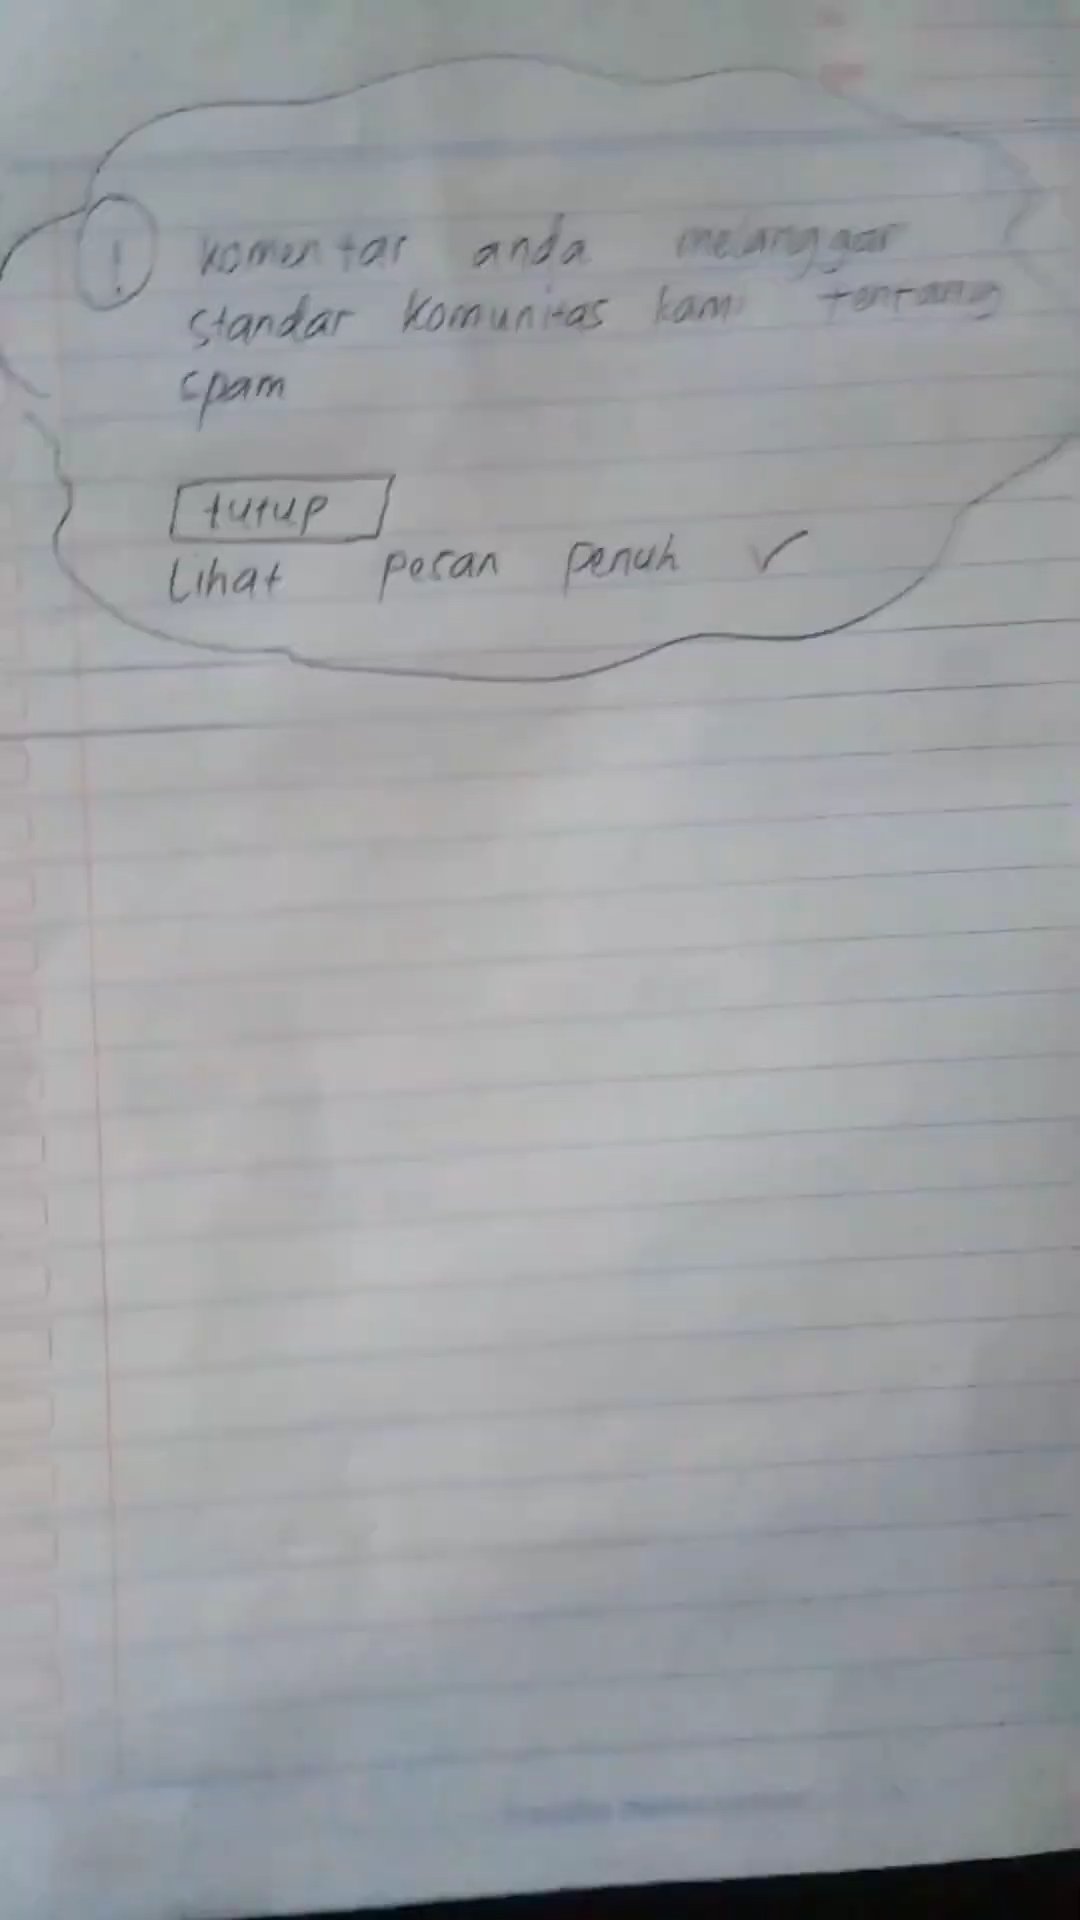 ! komentar anda melanggar
standar komunitas kami tentang
spam
tutup
Lihat pesan penuh ✓